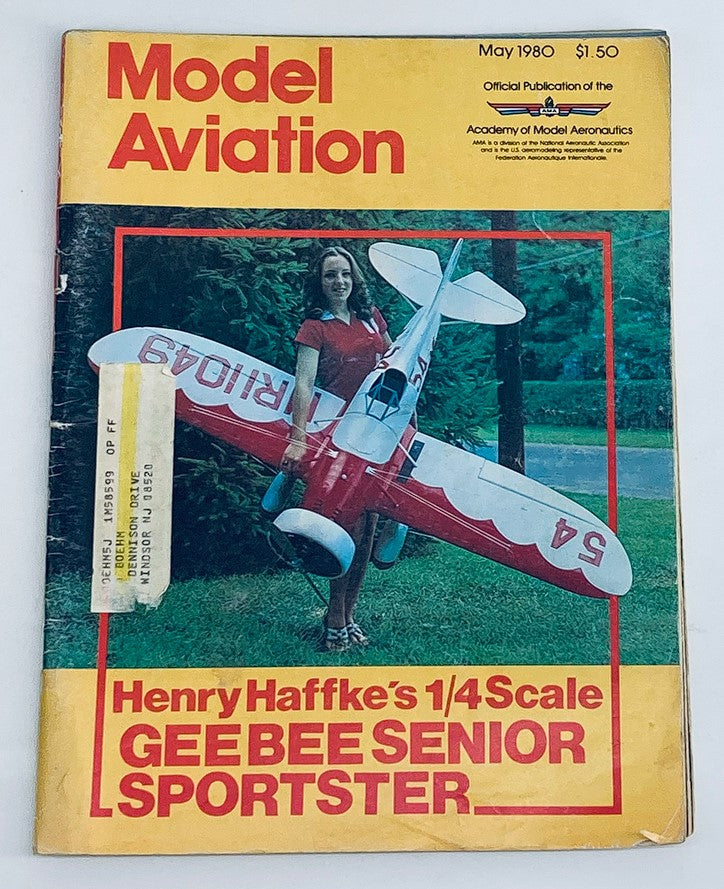 Model
Aviation
May 1980 $1.50
Official Publication of the
AMA
Academy of Model Aeronautics
AMA is a division of the National Aeronautic Association
and is the U.S. aeromodeling representative of the
Federation Aeronautique Internationale.
NR11049
54
54
OEHM5J 1M58599 OP FF
BOEHM
DENNISON DRIVE
WINDSOR NJ 08520
Henry Haffke's 1/4 Scale
GEE BEE SENIOR
SPORTSTER